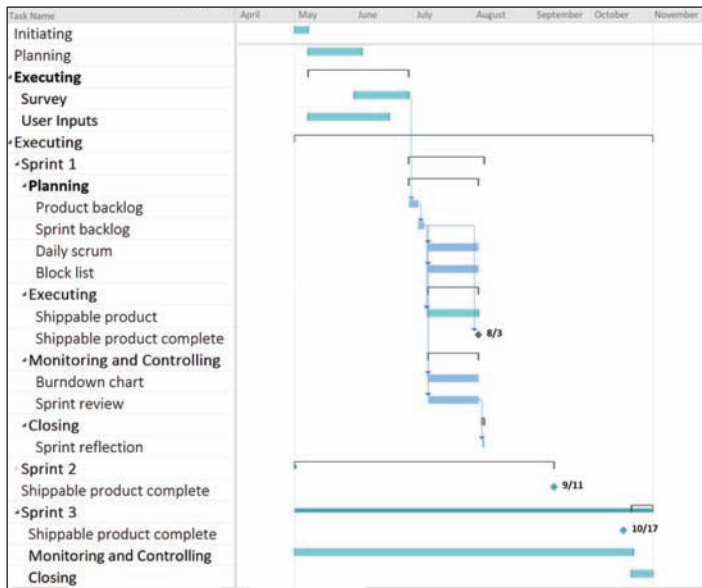 Task Name April May June July August September October November
Initiating
Planning
Executing
Survey
User Inputs
Executing
Sprint 1
Planning
Product backlog
Sprint backlog
Daily scrum
Block list
Executing
Shippable product
Shippable product complete 8/3
Monitoring and Controlling
Burndown chart
Sprint review
Closing
Sprint reflection
Sprint 2
Shippable product complete 9/11
Sprint 3
Shippable product complete 10/17
Monitoring and Controlling
Closing